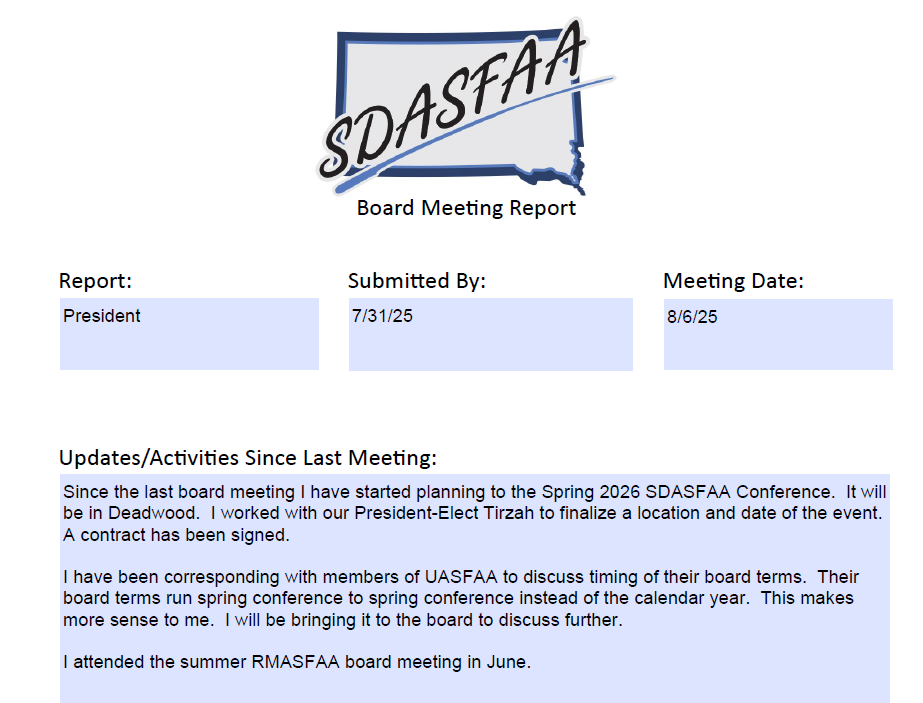 SDASFAA
Board Meeting Report
Report: Submitted By: Meeting Date:
President 7/31/25 8/6/25
Updates/Activities Since Last Meeting:
Since the last board meeting I have started planning to the Spring 2026 SDASFAA Conference. It will
be in Deadwood. I worked with our President-Elect Tirzah to finalize a location and date of the event.
A contract has been signed.
I have been corresponding with members of UASFAA to discuss timing of their board terms. Their
board terms run spring conference to spring conference instead of the calendar year. This makes
more sense to me. I will be bringing it to the board to discuss further.
I attended the summer RMASFAA board meeting in June.